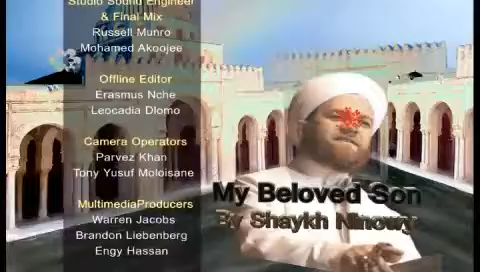 Studio Sound Engineer
& Final Mix
Russell Munro
Mohamed Akoojee
Offline Editor
Erasmus Nche
Leocadia Dlomo
Camera Operators
Parvez Khan
Tony Yusuf Moloisane
MultimediaProducers
Warren Jacobs
Brandon Liebenberg
Engy Hassan
My Beloved Son
By Shaykh Ninowy